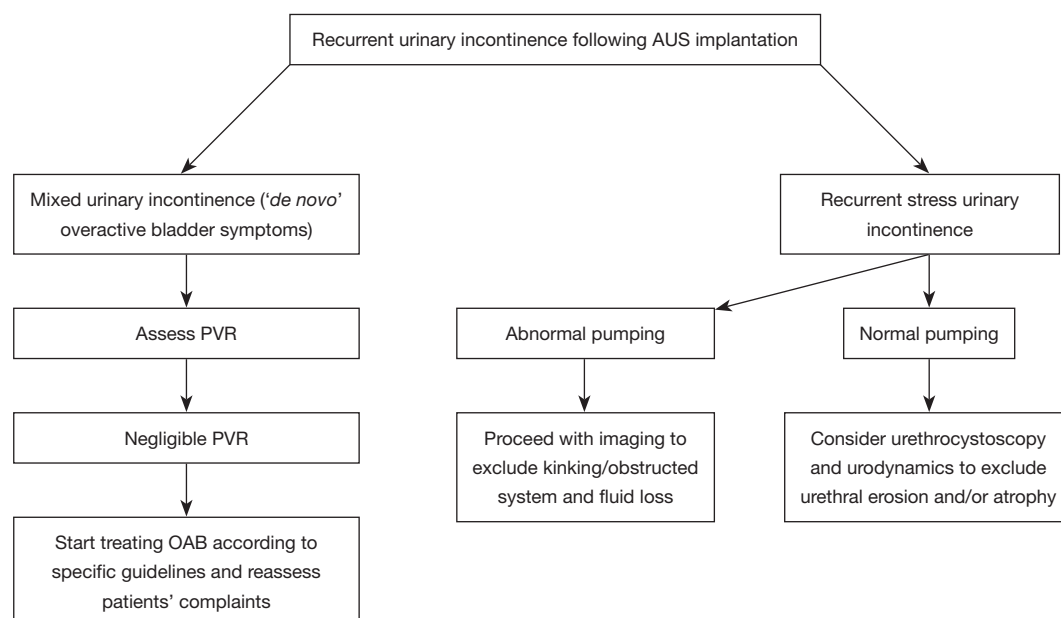 Recurrent urinary incontinence following AUS implantation
Mixed urinary incontinence (‘de novo’
overactive bladder symptoms)
Recurrent stress urinary
incontinence
Assess PVR
Abnormal pumping
Normal pumping
Negligible PVR
Proceed with imaging to
exclude kinking/obstructed
system and fluid loss
Consider urethrocystoscopy
and urodynamics to exclude
urethral erosion and/or atrophy
Start treating OAB according to
specific guidelines and reassess
patients’ complaints